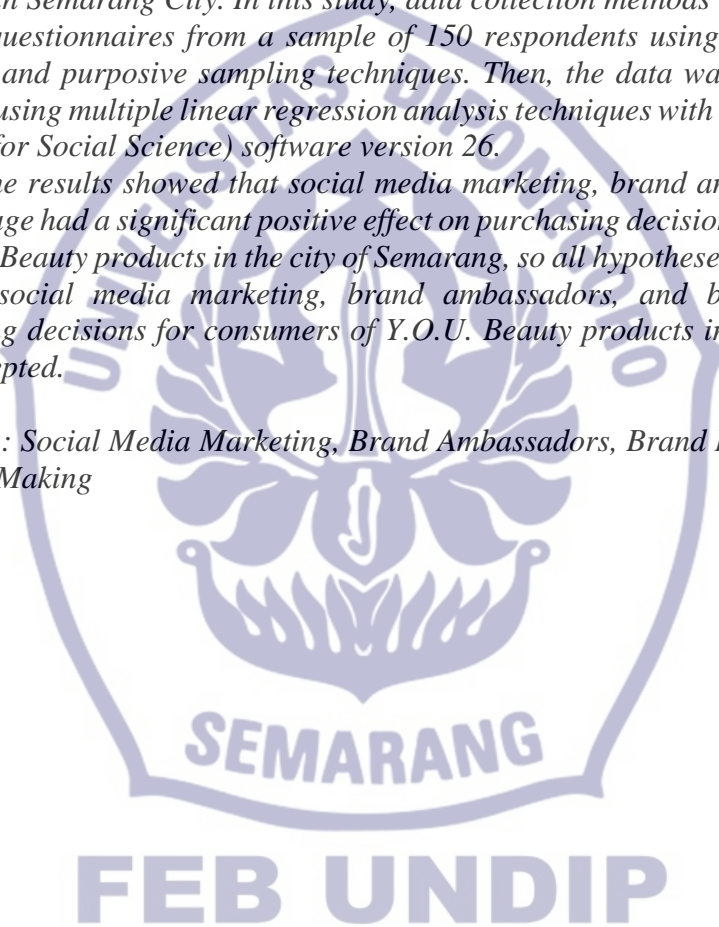 in Semarang City. In this study, data collection methods
questionnaires from a sample of 150 respondents using
and purposive sampling techniques. Then, the data wa
using multiple linear regression analysis techniques with
for Social Science) software version 26.
he results showed that social media marketing, brand a
age had a significant positive effect on purchasing decision
Beauty products in the city of Semarang, so all hypothese
social media marketing, brand ambassadors, and b
g decisions for consumers of Y.O.U. Beauty products i
epted.
: Social Media Marketing, Brand Ambassadors, Brand
Making
UNIVERSITAS DIPONEGORO
SEMARANG
FEB UNDIP